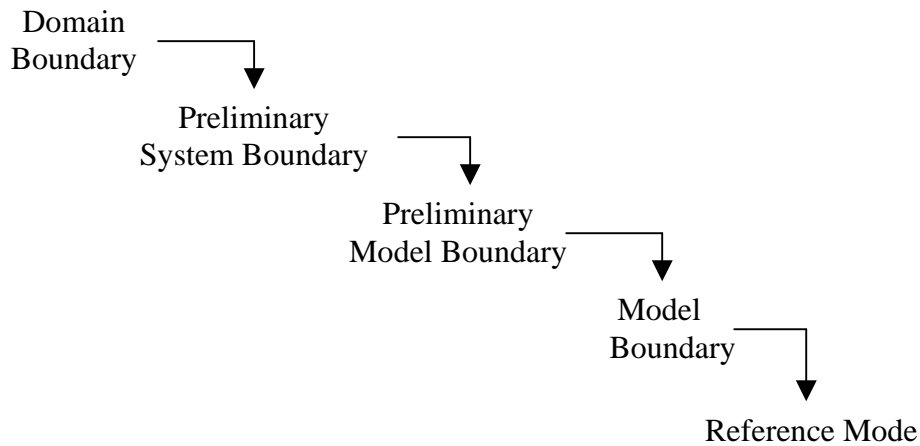 Domain
Boundary
Preliminary
System Boundary
Preliminary
Model Boundary
Model
Boundary
Reference Mode